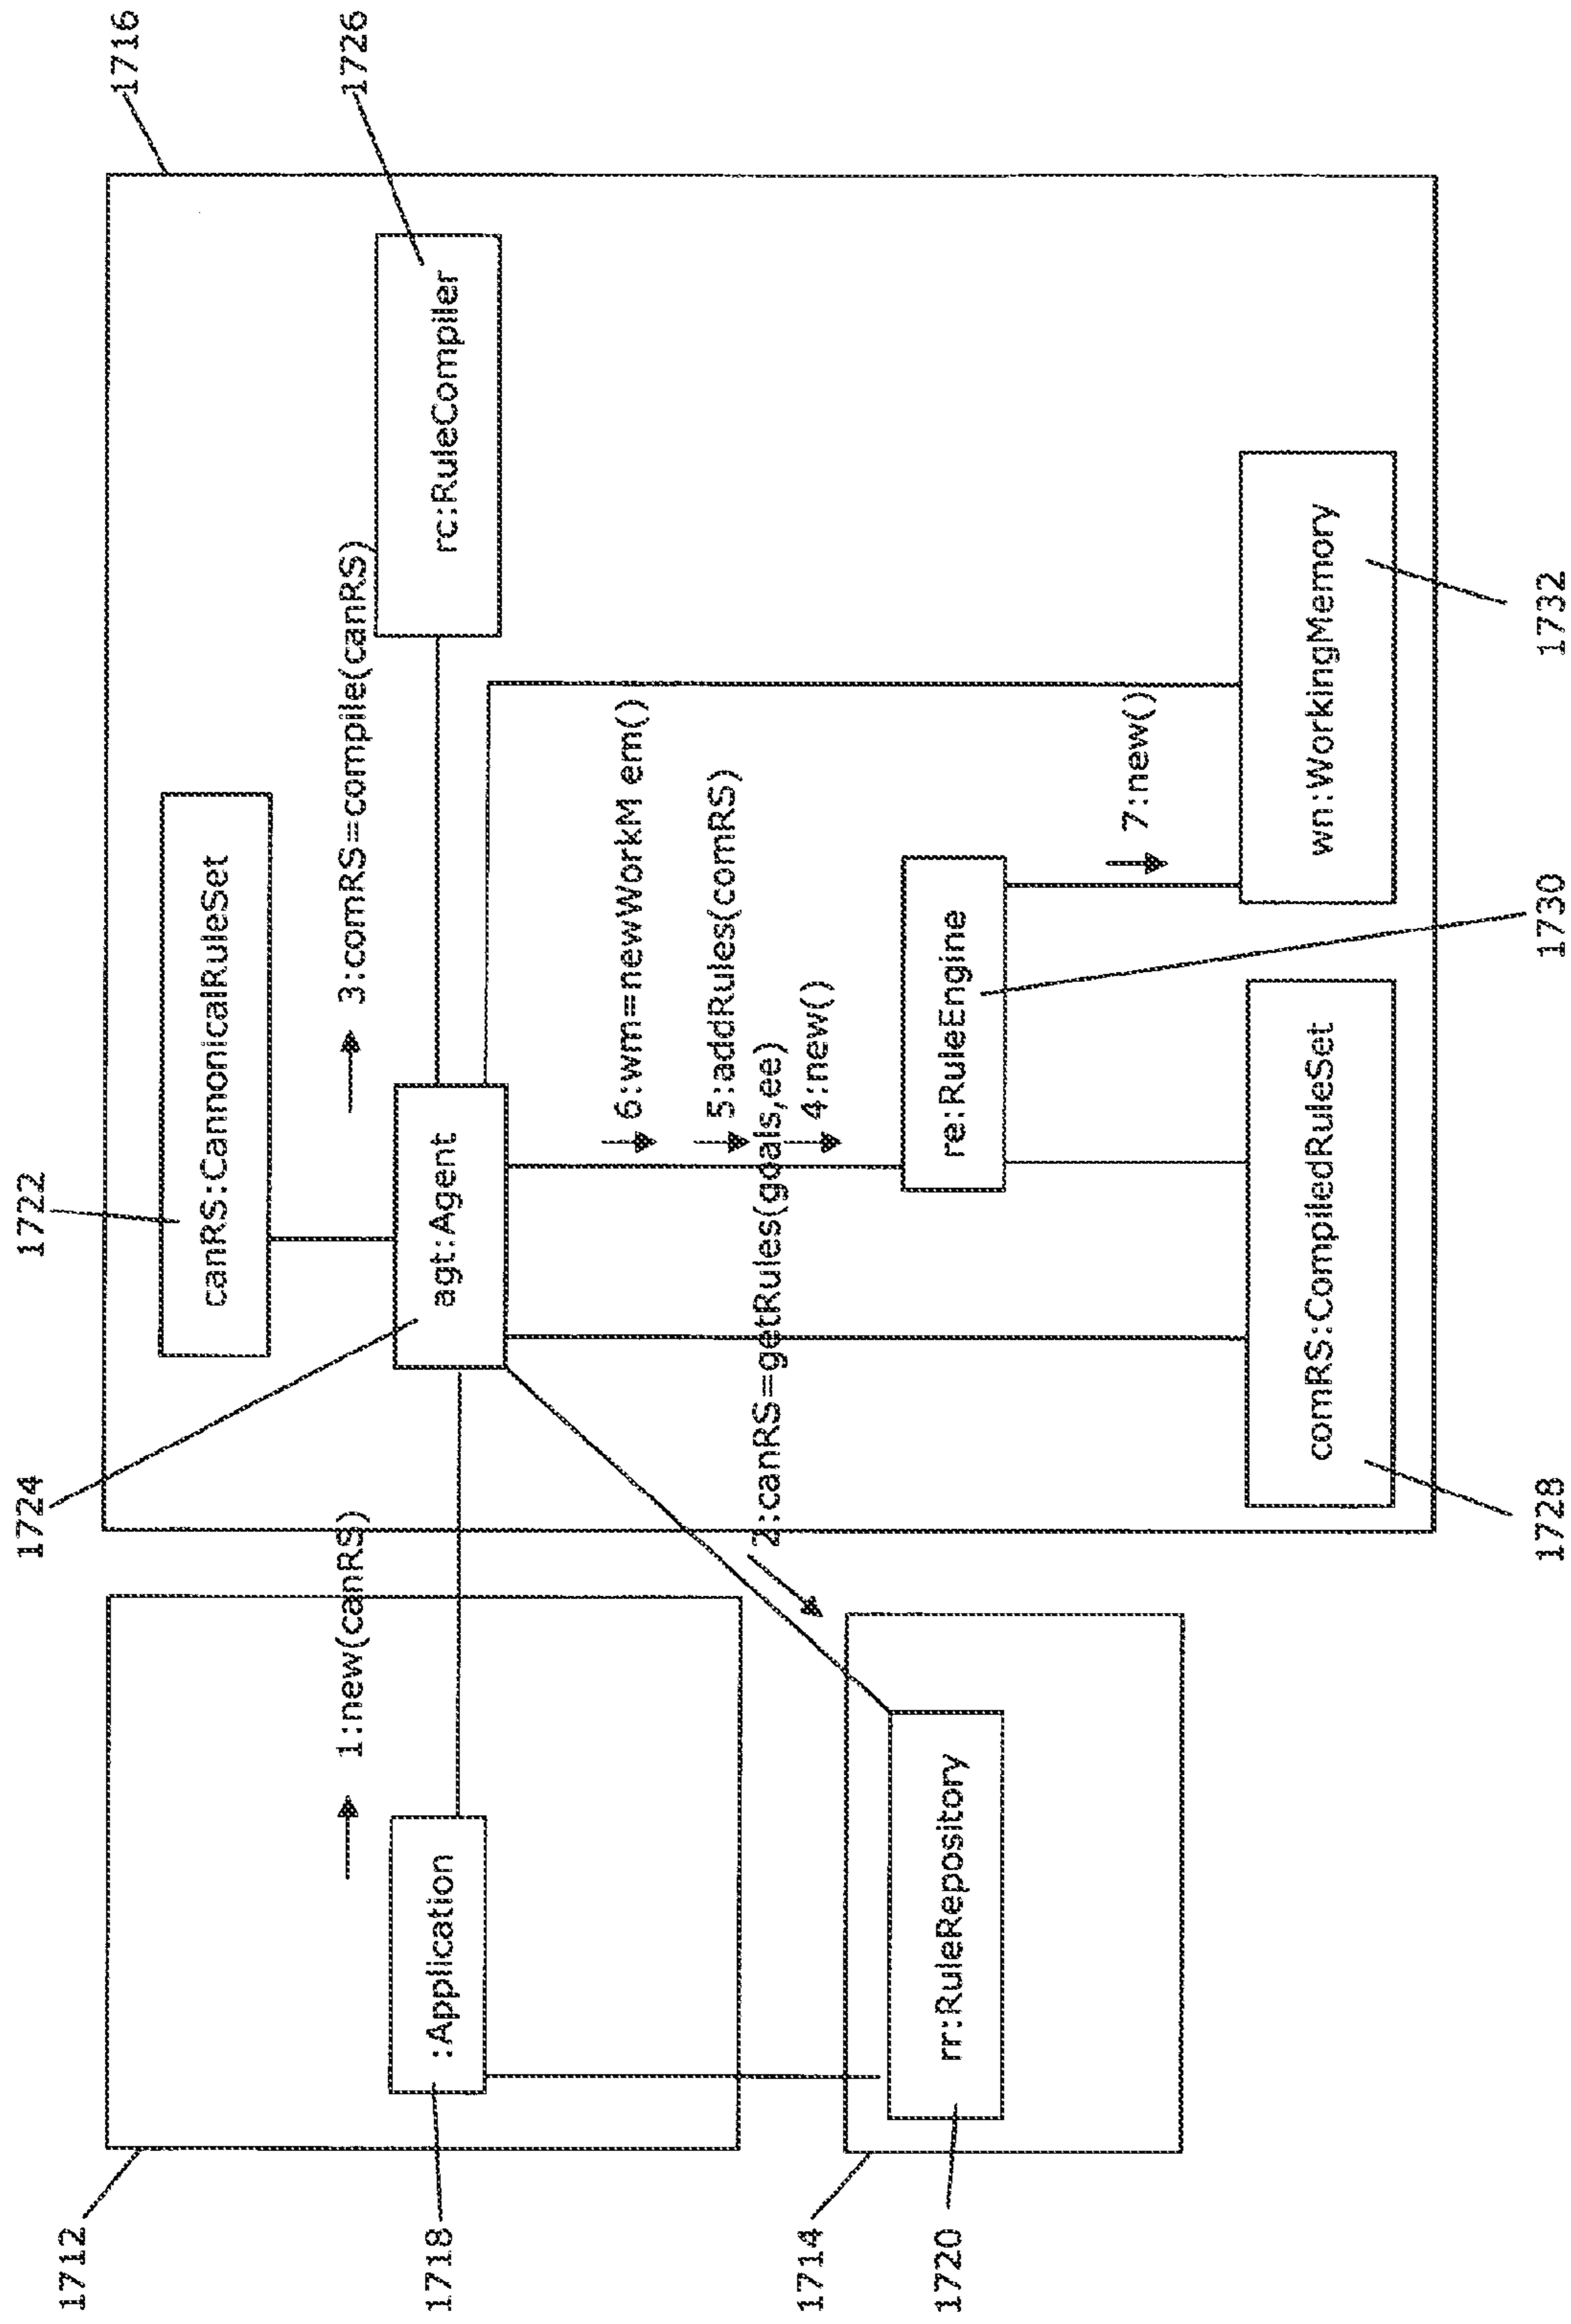 1716
1726
1722
canRS:CannonicalRuleSet
3:comRS=compile(canRS)
rc:RuleCompiler
1724
agt:Agent
1:new(canRS)
:Application
1712
1718
6:wm=newWorkM em()
5:addRules(comRS)
2:canRS=getRules(goals,ee)
4:new()
re:RuleEngine
7:new()
rr:RuleRepository
1714
1720
comRS:CompiledRuleSet
wn:WorkingMemory
1728
1730
1732